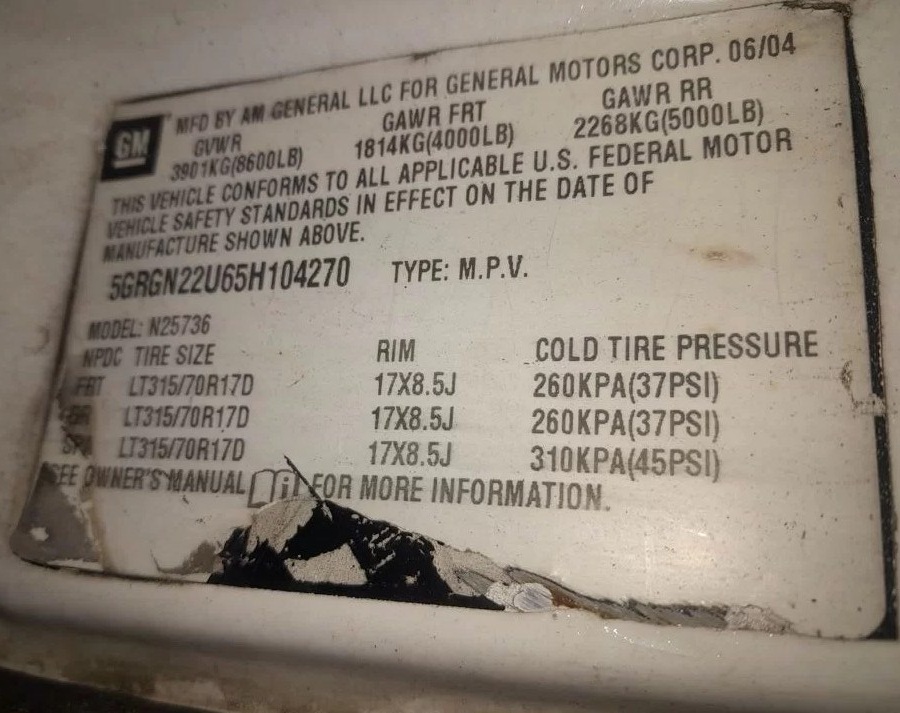 GM
MFD BY AM GENERAL LLC FOR GENERAL MOTORS CORP. 06/04
GVWR GAWR FRT GAWR RR
3901KG(8600LB) 1814KG(4000LB) 2268KG(5000LB)
THIS VEHICLE CONFORMS TO ALL APPLICABLE U.S. FEDERAL MOTOR
VEHICLE SAFETY STANDARDS IN EFFECT ON THE DATE OF
MANUFACTURE SHOWN ABOVE.
5GRGN22U65H104270 TYPE: M.P.V.
MODEL: N25736
NPDC TIRE SIZE RIM COLD TIRE PRESSURE
FRT LT315/70R17D 17X8.5J 260KPA(37PSI)
LT315/70R17D 17X8.5J 260KPA(37PSI)
SPA LT315/70R17D 17X8.5J 310KPA(45PSI)
SEE OWNER'S MANUAL FOR MORE INFORMATION.